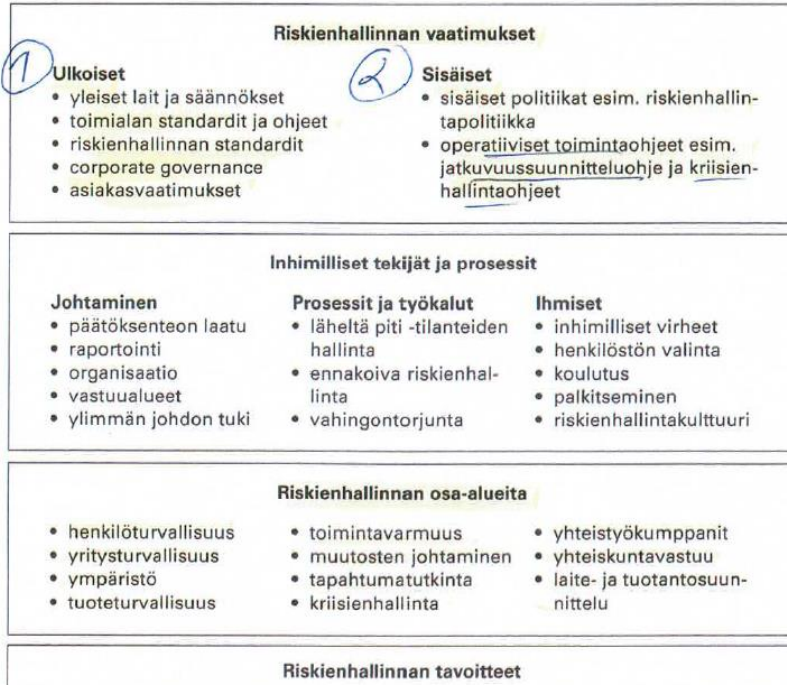 Riskienhallinnan vaatimukset
1
Ulkoiset
• yleiset lait ja säännökset
• toimialan standardit ja ohjeet
• riskienhallinnan standardit
• corporate governance
• asiakasvaatimukset
2
Sisäiset
• sisäiset politiikat esim. riskienhallin-
tapolitiikka
• operatiiviset toimintaohjeet esim.
jatkuvuussuunnitteluohje ja kriisien-
hallintaohjeet
Inhimilliset tekijät ja prosessit
Johtaminen
• päätöksenteon laatu
• raportointi
• organisaatio
• vastuualueet
• ylimmän johdon tuki
Prosessit ja työkalut
• läheltä piti -tilanteiden
hallinta
• ennakoiva riskienhal-
linta
• vahingontorjunta
Ihmiset
• inhimilliset virheet
• henkilöstön valinta
• koulutus
• palkitseminen
• riskienhallintakulttuuri
Riskienhallinnan osa-alueita
• henkilöturvallisuus
• yritysturvallisuus
• ympäristö
• tuoteturvallisuus
• toimintavarmuus
• muutosten johtaminen
• tapahtumatutkinta
• kriisienhallinta
• yhteistyökumppanit
• yhteiskuntavastuu
• laite- ja tuotantosuun-
nittelu
Riskienhallinnan tavoitteet